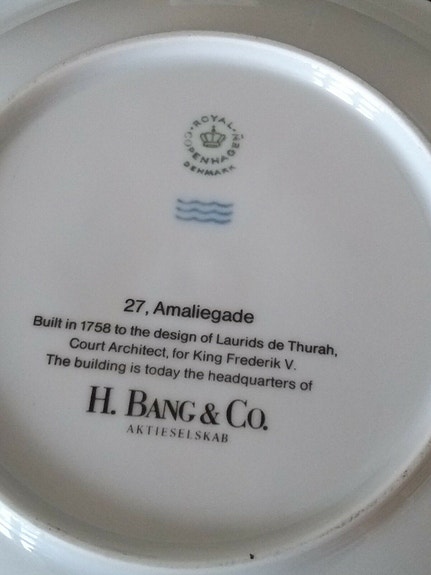 ROYAL
COPENHAGEN
DENMARK
27, Amaliegade
Built in 1758 to the design of Laurids de Thurah,
Court Architect, for King Frederik V.
The building is today the headquarters of
H. BANG & CO.
AKTIESELSKAB